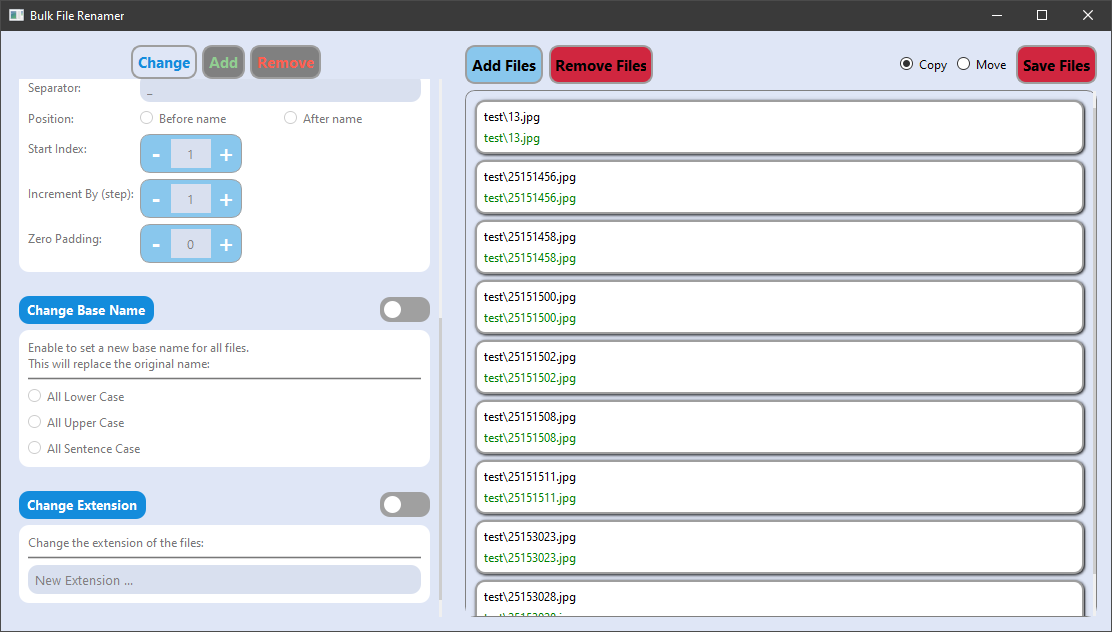 Bulk File Renamer
Change Add Remove
Separator:
_
Position:
Before name
After name
Start Index:
- 1 +
Increment By (step):
- 1 +
Zero Padding:
- 0 +
Change Base Name
Enable to set a new base name for all files.
This will replace the original name:
All Lower Case
All Upper Case
All Sentence Case
Change Extension
Change the extension of the files:
New Extension ...
Add Files Remove Files
Copy Move
Save Files
test\13.jpg
test\13.jpg
test\25151456.jpg
test\25151456.jpg
test\25151458.jpg
test\25151458.jpg
test\25151500.jpg
test\25151500.jpg
test\25151502.jpg
test\25151502.jpg
test\25151508.jpg
test\25151508.jpg
test\25151511.jpg
test\25151511.jpg
test\25153023.jpg
test\25153023.jpg
test\25153028.jpg
test\25153028.jpg